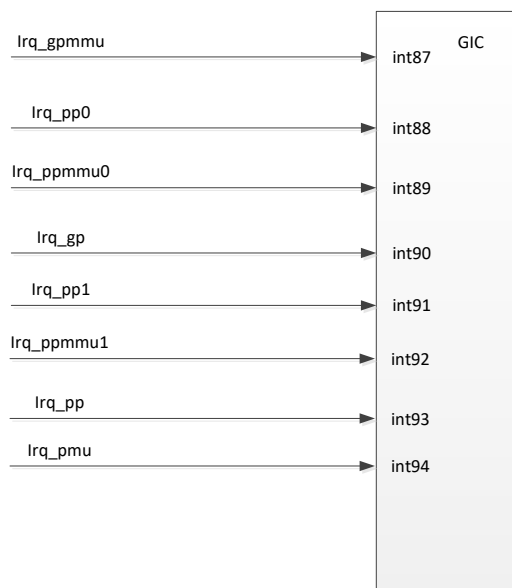 Irq_gpmmu
int87
GIC
Irq_pp0
int88
Irq_ppmmu0
int89
Irq_gp
int90
Irq_pp1
int91
Irq_ppmmu1
int92
Irq_pp
int93
Irq_pmu
int94